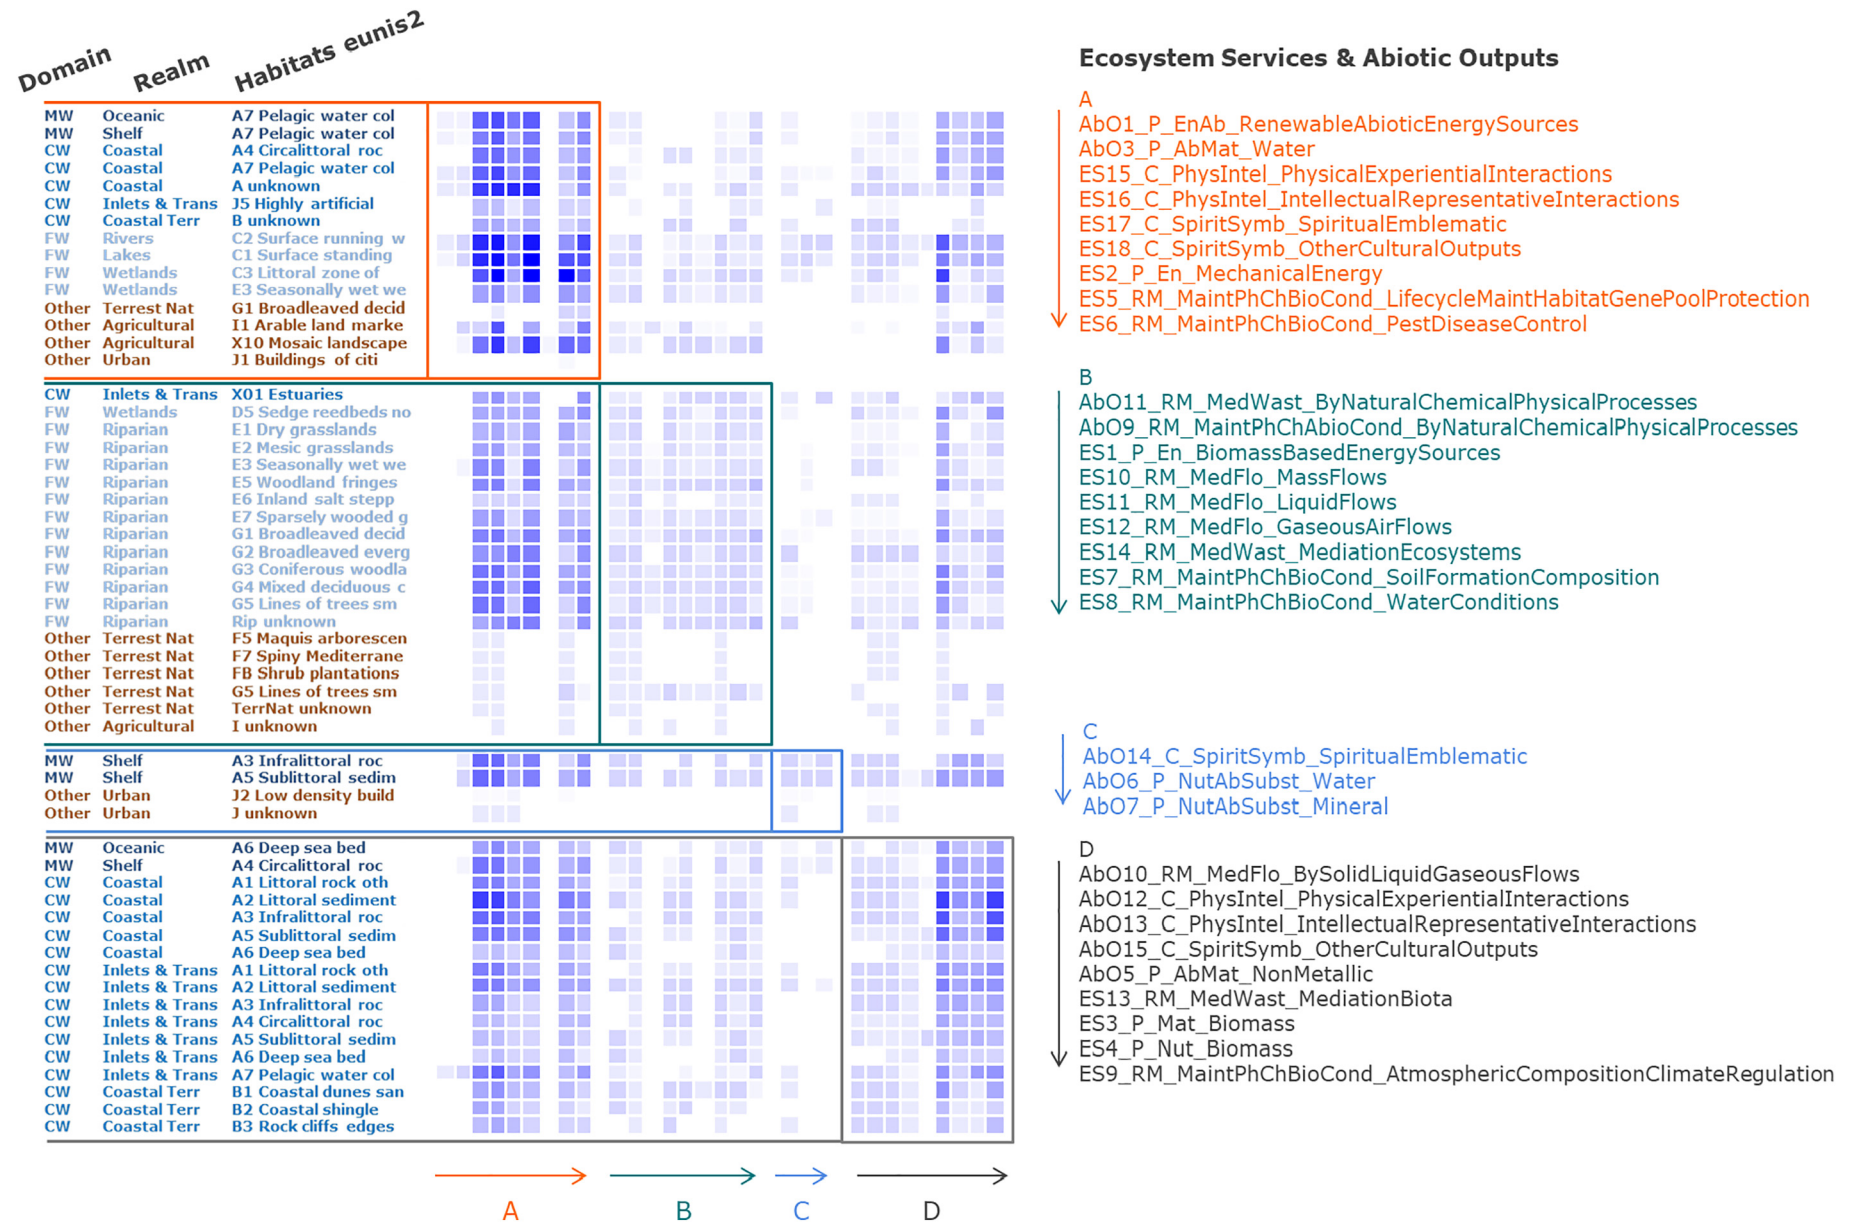 Domain Realm Habitats eunis2
MW Oceanic A7 Pelagic water col
MW Shelf A7 Pelagic water col
CW Coastal A4 Circalittoral roc
CW Coastal A7 Pelagic water col
CW Coastal A unknown
CW Inlets & Trans J5 Highly artificial
CW Coastal Terr B unknown
FW Rivers C2 Surface running w
FW Lakes C1 Surface standing
FW Wetlands C3 Littoral zone of
FW Wetlands E3 Seasonally wet we
Other Terrest Nat G1 Broadleaved decid
Other Agricultural I1 Arable land marke
Other Agricultural X10 Mosaic landscape
Other Urban J1 Buildings of citi
CW Inlets & Trans X01 Estuaries
FW Wetlands D5 Sedge reedbeds no
FW Riparian E1 Dry grasslands
FW Riparian E2 Mesic grasslands
FW Riparian E3 Seasonally wet we
FW Riparian E5 Woodland fringes
FW Riparian E6 Inland salt stepp
FW Riparian E7 Sparsely wooded g
FW Riparian G1 Broadleaved decid
FW Riparian G2 Broadleaved everg
FW Riparian G3 Coniferous woodla
FW Riparian G4 Mixed deciduous c
FW Riparian G5 Lines of trees sm
FW Riparian Rip unknown
Other Terrest Nat F5 Maquis arborescen
Other Terrest Nat F7 Spiny Mediterrane
Other Terrest Nat FB Shrub plantations
Other Terrest Nat G5 Lines of trees sm
Other Terrest Nat TerrNat unknown
Other Agricultural I unknown
MW Shelf A3 Infralittoral roc
MW Shelf A5 Sublittoral sedim
Other Urban J2 Low density build
Other Urban J unknown
MW Oceanic A6 Deep sea bed
MW Shelf A4 Circalittoral roc
CW Coastal A1 Littoral rock oth
CW Coastal A2 Littoral sediment
CW Coastal A3 Infralittoral roc
CW Coastal A5 Sublittoral sedim
CW Coastal A6 Deep sea bed
CW Inlets & Trans A1 Littoral rock oth
CW Inlets & Trans A2 Littoral sediment
CW Inlets & Trans A3 Infralittoral roc
CW Inlets & Trans A4 Circalittoral roc
CW Inlets & Trans A5 Sublittoral sedim
CW Inlets & Trans A6 Deep sea bed
CW Inlets & Trans A7 Pelagic water col
CW Coastal Terr B1 Coastal dunes san
CW Coastal Terr B2 Coastal shingle
CW Coastal Terr B3 Rock cliffs edges
A B C D
Ecosystem Services & Abiotic Outputs
A
AbO1_P_EnAb_RenewableAbioticEnergySources
AbO3_P_AbMat_Water
ES15_C_PhysIntel_PhysicalExperientialInteractions
ES16_C_PhysIntel_IntellectualRepresentativeInteractions
ES17_C_SpiritSymb_SpiritualEmblematic
ES18_C_SpiritSymb_OtherCulturalOutputs
ES2_P_En_MechanicalEnergy
ES5_RM_MaintPhChBioCond_LifecycleMaintHabitatGenePoolProtection
ES6_RM_MaintPhChBioCond_PestDiseaseControl
B
AbO11_RM_MedWast_ByNaturalChemicalPhysicalProcesses
AbO9_RM_MaintPhChAbioCond_ByNaturalChemicalPhysicalProcesses
ES1_P_En_BiomassBasedEnergySources
ES10_RM_MedFlo_MassFlows
ES11_RM_MedFlo_LiquidFlows
ES12_RM_MedFlo_GaseousAirFlows
ES14_RM_MedWast_MediationEcosystems
ES7_RM_MaintPhChBioCond_SoilFormationComposition
ES8_RM_MaintPhChBioCond_WaterConditions
C
AbO14_C_SpiritSymb_SpiritualEmblematic
AbO6_P_NutAbSubst_Water
AbO7_P_NutAbSubst_Mineral
D
AbO10_RM_MedFlo_BySolidLiquidGaseousFlows
AbO12_C_PhysIntel_PhysicalExperientialInteractions
AbO13_C_PhysIntel_IntellectualRepresentativeInteractions
AbO15_C_SpiritSymb_OtherCulturalOutputs
AbO5_P_AbMat_NonMetallic
ES13_RM_MedWast_MediationBiota
ES3_P_Mat_Biomass
ES4_P_Nut_Biomass
ES9_RM_MaintPhChBioCond_AtmosphericCompositionClimateRegulation